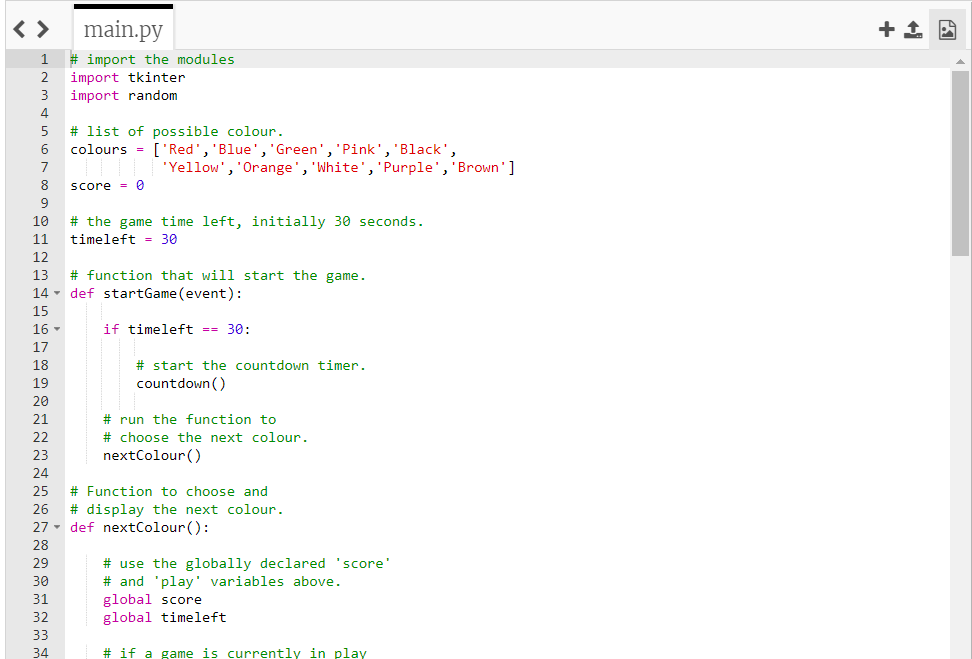 main.py
1 # import the modules
2 import tkinter
3 import random
4
5 # list of possible colour.
6 colours = ['Red','Blue','Green','Pink','Black',
7 'Yellow','Orange','White','Purple','Brown']
8 score = 0
9
10 # the game time left, initially 30 seconds.
11 timeleft = 30
12
13 # function that will start the game.
14 def startGame(event):
15
16 if timeleft == 30:
17
18 # start the countdown timer.
19 countdown()
20
21 # run the function to
22 # choose the next colour.
23 nextColour()
24
25 # Function to choose and
26 # display the next colour.
27 def nextColour():
28
29 # use the globally declared 'score'
30 # and 'play' variables above.
31 global score
32 global timeleft
33
34 # if a game is currently in play